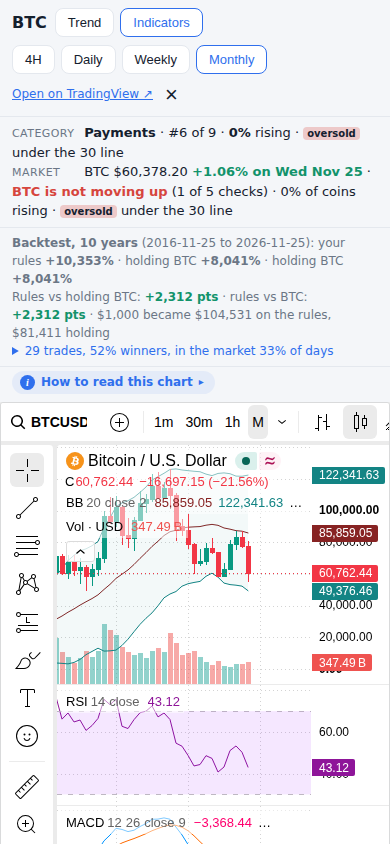 BTC Trend Indicators
4H Daily Weekly Monthly
Open on TradingView ↗ ✕
CATEGORY Payments · #6 of 9 · 0% rising · oversold
under the 30 line
MARKET BTC $60,378.20 +1.06% on Wed Nov 25 ·
BTC is not moving up (1 of 5 checks) · 0% of coins
rising · oversold under the 30 line
Backtest, 10 years (2016-11-25 to 2026-11-25): your
rules +10,353% · holding BTC +8,041% · holding BTC
+8,041%
Rules vs holding BTC: +2,312 pts · rules vs BTC:
+2,312 pts · $1,000 became $104,531 on the rules,
$81,411 holding
▶ 29 trades, 52% winners, in the market 33% of days
i How to read this chart ▸
BTCUSD 1m 30m 1h M
Bitcoin / U.S. Dollar
C60,762.44 −16,697.15 (−21.56%)
BB 20 close 2 85,859.05 122,341.63 ...
Vol · USD 347.49 B
122,341.63
100,000.00
85,859.05
60,762.44
49,376.46
40,000.00
20,000.00
347.49 B
RSI 14 close 43.12
60.00
43.12
MACD 12 26 close 9 −3,368.44 ...